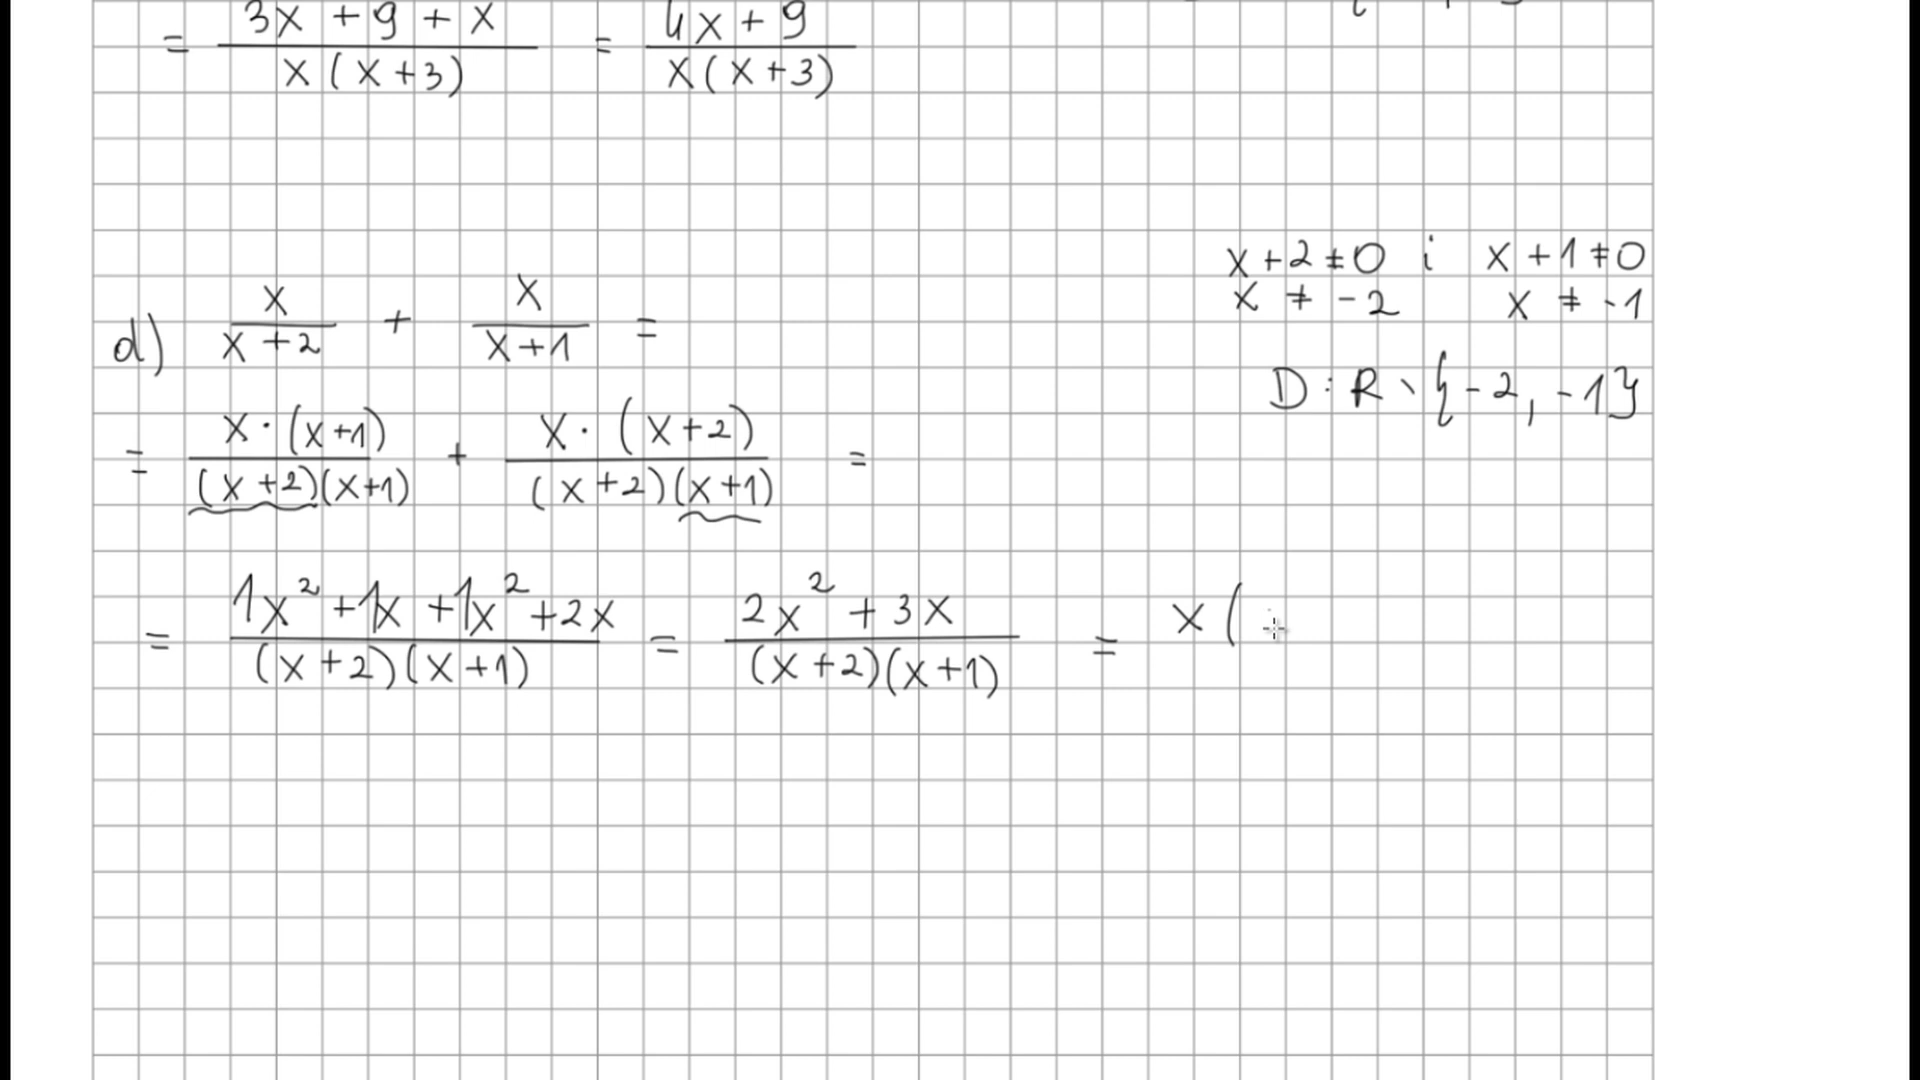 = (3x + 9 + x)/(x(x+3)) = (4x + 9)/(x(x+3))
x+2≠0 i x+1≠0
x ≠ -2 x ≠ -1
D : R \ {-2, -1}
d) x/(x+2) + x/(x+1) =
= (x·(x+1))/((x+2)(x+1)) + (x·(x+2))/((x+2)(x+1)) =
= (1x² + 1x + 1x² + 2x)/((x+2)(x+1)) = (2x² + 3x)/((x+2)(x+1)) = x(